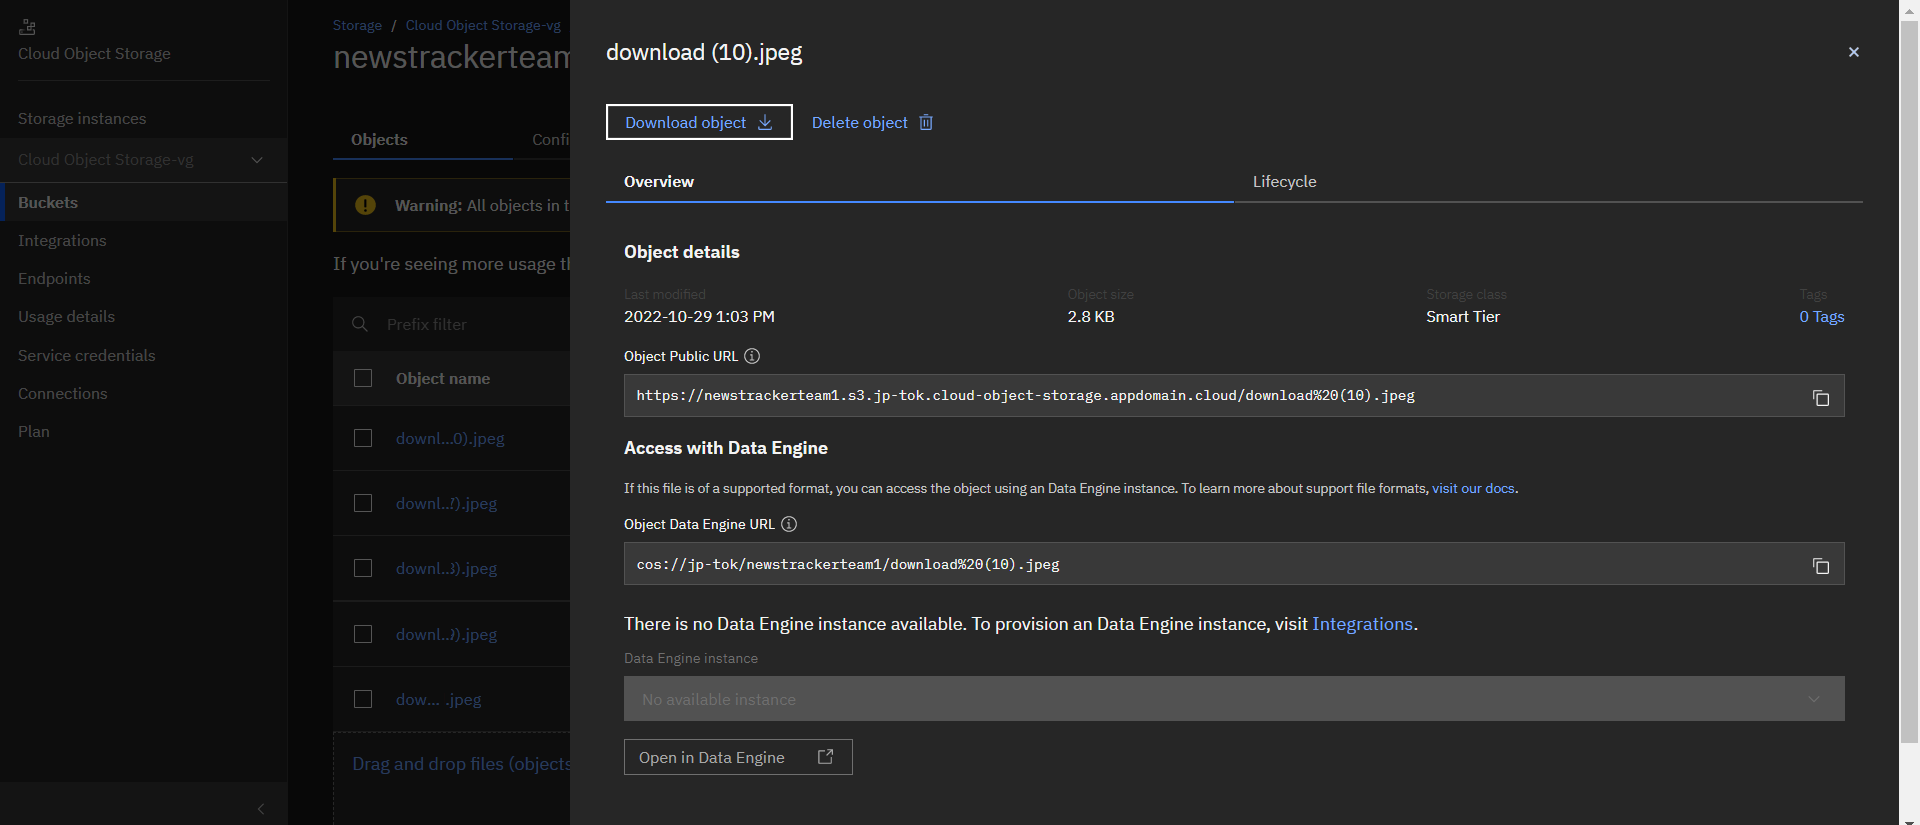 Cloud Object Storage
Storage instances
Cloud Object Storage-vg
Buckets
Integrations
Endpoints
Usage details
Service credentials
Connections
Plan
Storage / Cloud Object Storage-vg
newstrackerteam
Objects
Confi
Warning: All objects in t
If you're seeing more usage th
Prefix filter
Object name
downl...0).jpeg
downl...).jpeg
downl...).jpeg
downl...).jpeg
dow... .jpeg
Drag and drop files (objects
download (10).jpeg
Download object
Delete object
Overview
Lifecycle
Object details
Last modified
2022-10-29 1:03 PM
Object size
2.8 KB
Storage class
Smart Tier
Tags
0 Tags
Object Public URL
https://newstrackerteam1.s3.jp-tok.cloud-object-storage.appdomain.cloud/download%20(10).jpeg
Access with Data Engine
If this file is of a supported format, you can access the object using an Data Engine instance. To learn more about support file formats, visit our docs.
Object Data Engine URL
cos://jp-tok/newstrackerteam1/download%20(10).jpeg
There is no Data Engine instance available. To provision an Data Engine instance, visit Integrations.
Data Engine instance
No available instance
Open in Data Engine